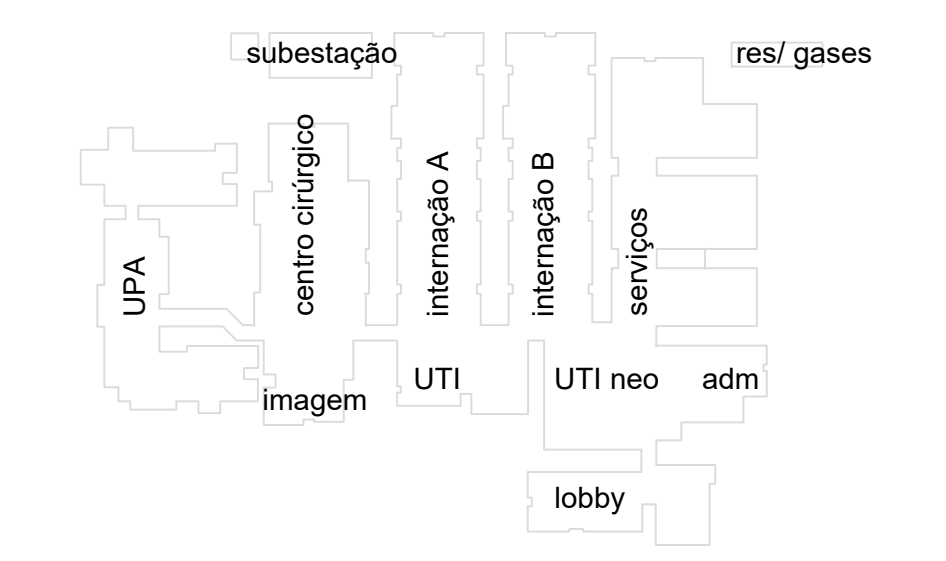 subestação
res/ gases
centro cirúrgico
internação A
internação B
serviços
UPA
UTI
UTI neo
adm
imagem
lobby